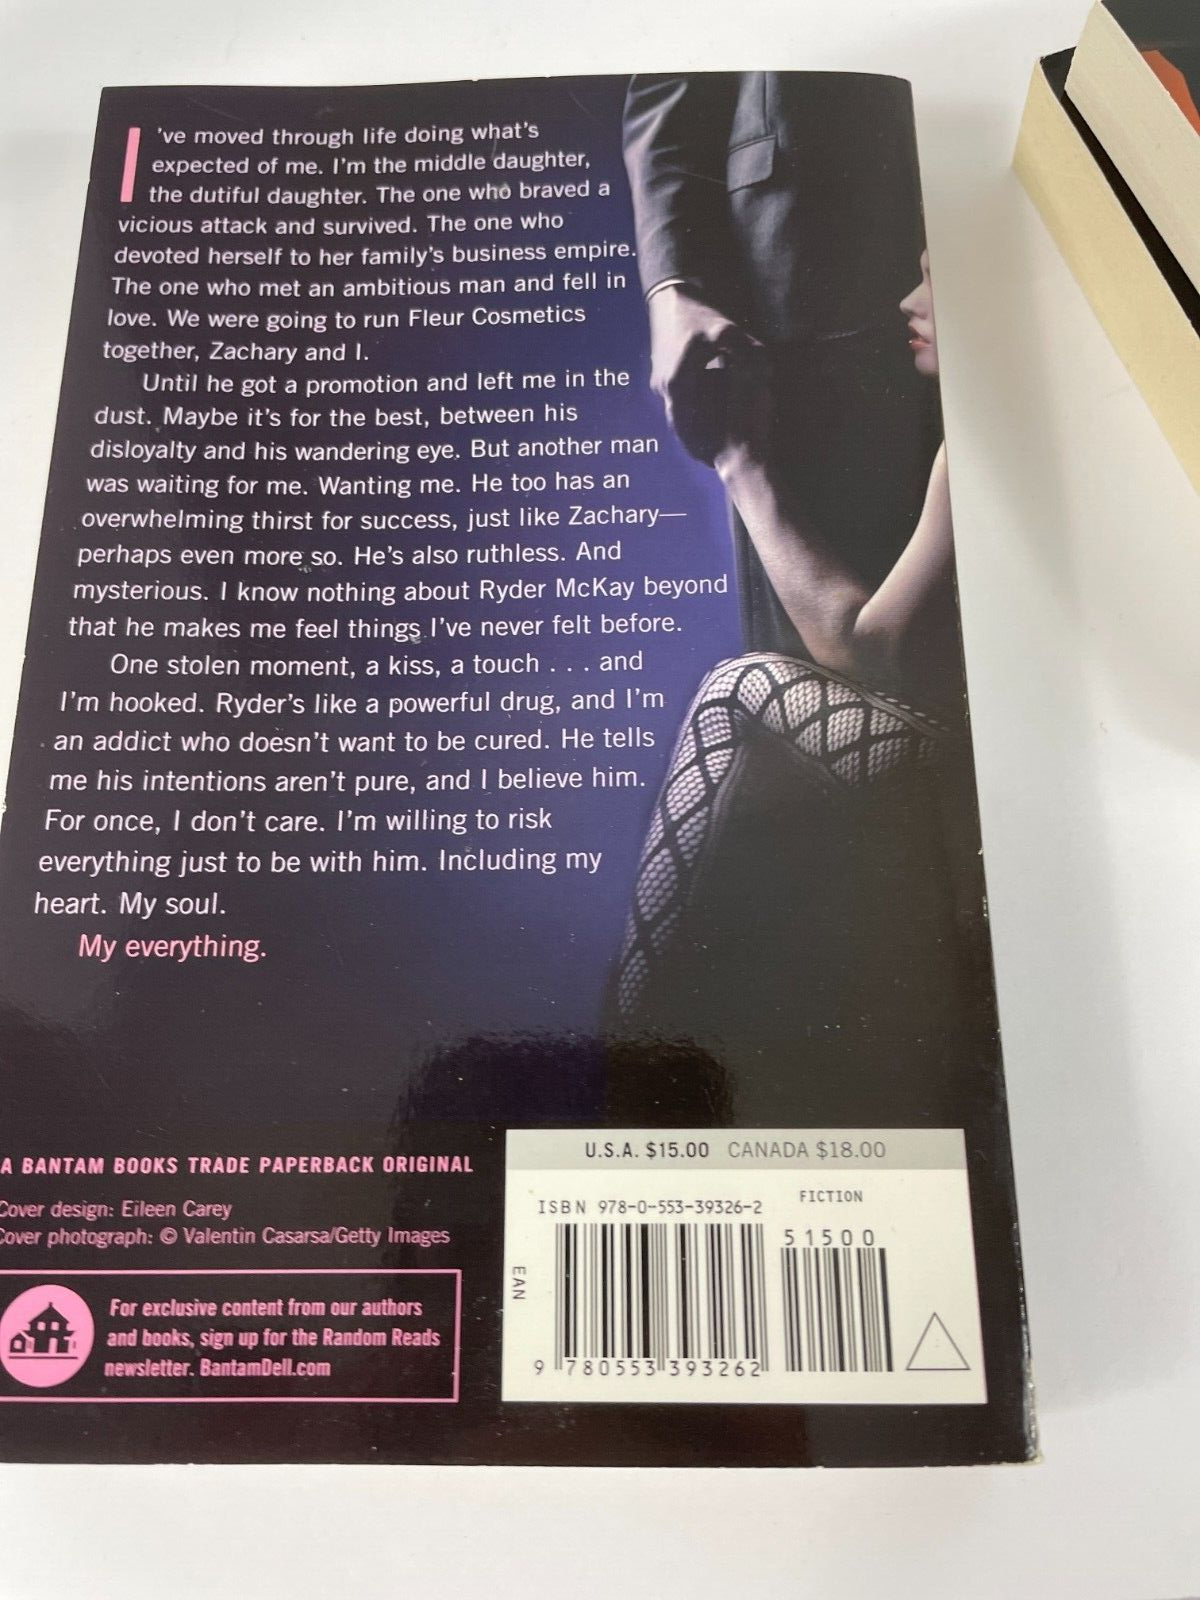 I've moved through life doing what's
expected of me. I'm the middle daughter,
the dutiful daughter. The one who braved a
vicious attack and survived. The one who
devoted herself to her family's business empire.
The one who met an ambitious man and fell in
love. We were going to run Fleur Cosmetics
together, Zachary and I.
Until he got a promotion and left me in the
dust. Maybe it's for the best, between his
disloyalty and his wandering eye. But another man
was waiting for me. Wanting me. He too has an
overwhelming thirst for success, just like Zachary—
perhaps even more so. He's also ruthless. And
mysterious. I know nothing about Ryder McKay beyond
that he makes me feel things I've never felt before.
One stolen moment, a kiss, a touch . . . and
I'm hooked. Ryder's like a powerful drug, and I'm
an addict who doesn't want to be cured. He tells
me his intentions aren't pure, and I believe him.
For once, I don't care. I'm willing to risk
everything just to be with him. Including my
heart. My soul.
My everything.
A BANTAM BOOKS TRADE PAPERBACK ORIGINAL
Cover design: Eileen Carey
Cover photograph: © Valentin Casarsa/Getty Images
For exclusive content from our authors
and books, sign up for the Random Reads
newsletter. BantamDell.com
U.S.A. $15.00 CANADA $18.00
FICTION
ISBN 978-0-553-39326-2
51500
EAN
9 780553 393262